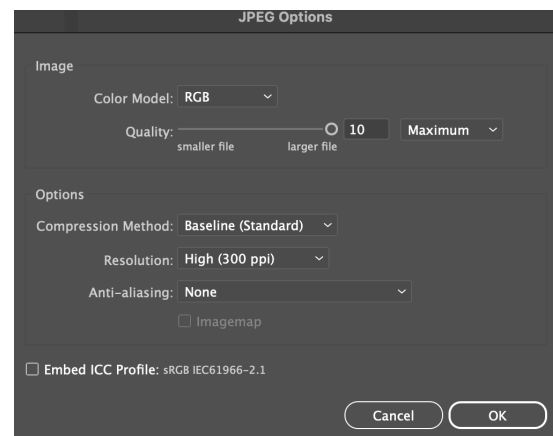 JPEG Options
Image
Color Model: RGB
Quality: 10 Maximum
smaller file larger file
Options
Compression Method: Baseline (Standard)
Resolution: High (300 ppi)
Anti-aliasing: None
Imagemap
Embed ICC Profile: sRGB IEC61966-2.1
Cancel OK